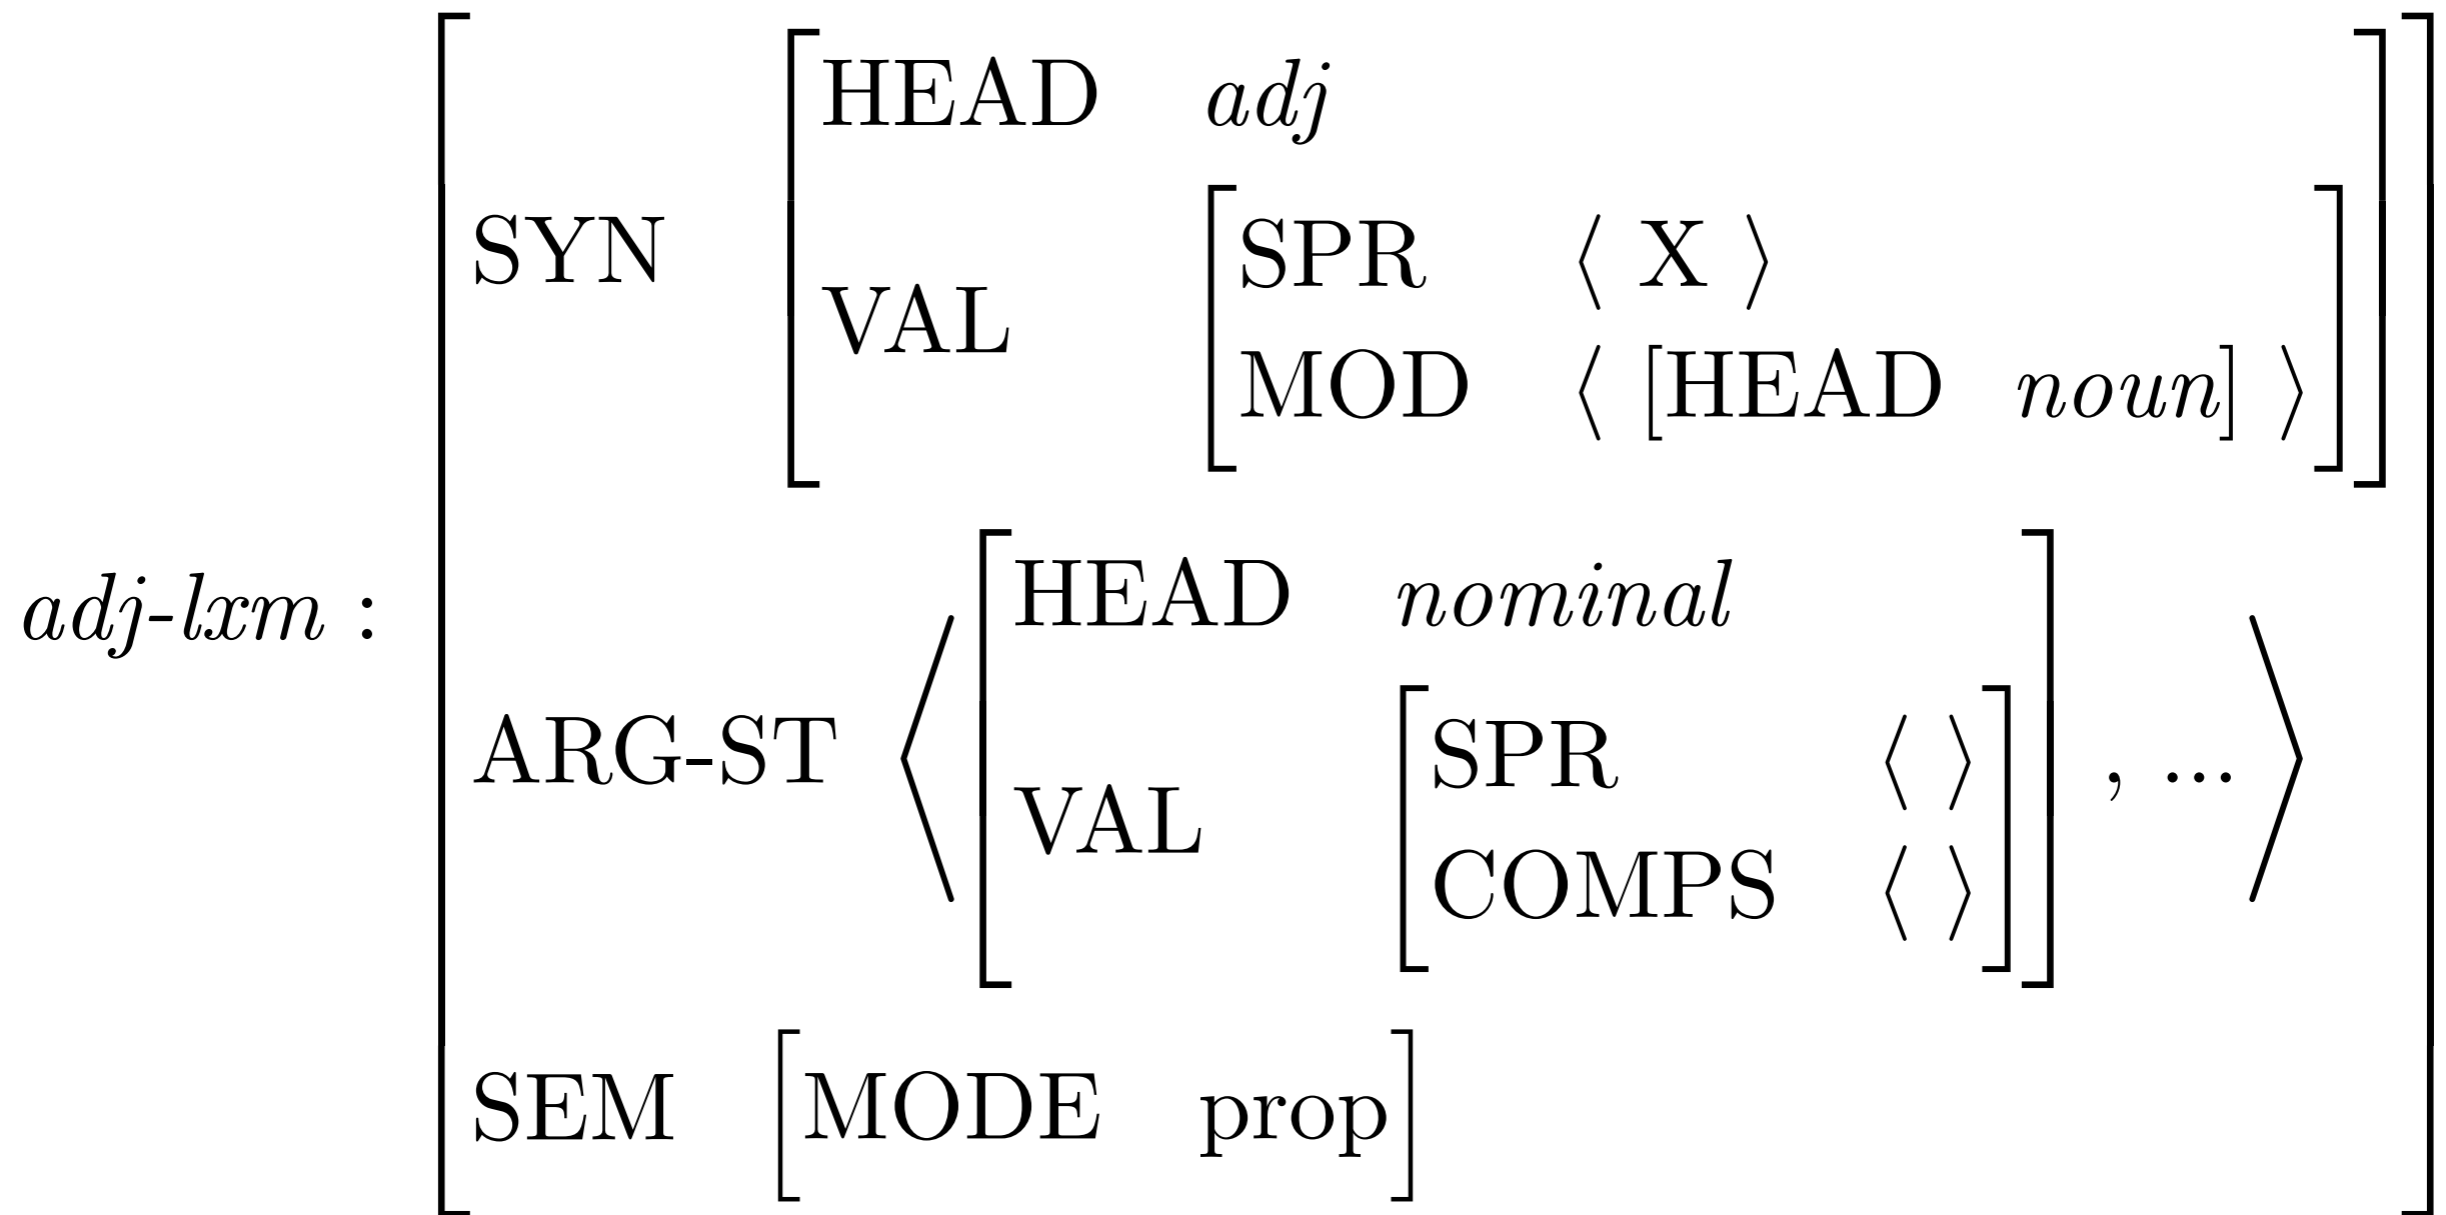 HEAD adj
SYN
SPR ⟨ X ⟩
VAL
MOD ⟨ [HEAD noun] ⟩
HEAD nominal
adj-lxm :
ARG-ST ⟨ , ... ⟩
SPR ⟨ ⟩
VAL
COMPS ⟨ ⟩
SEM [MODE prop]